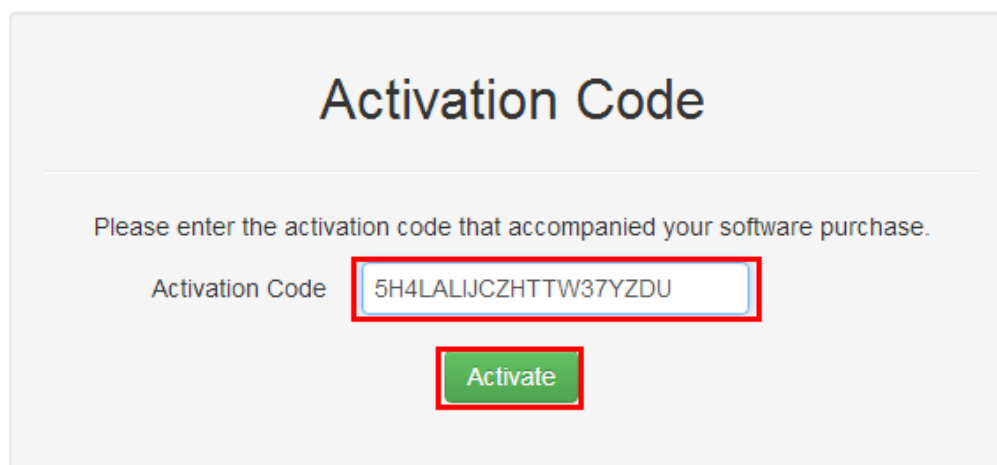 Activation Code
Please enter the activation code that accompanied your software purchase.
Activation Code 5H4LALIJCZHTTW37YZDU
Activate